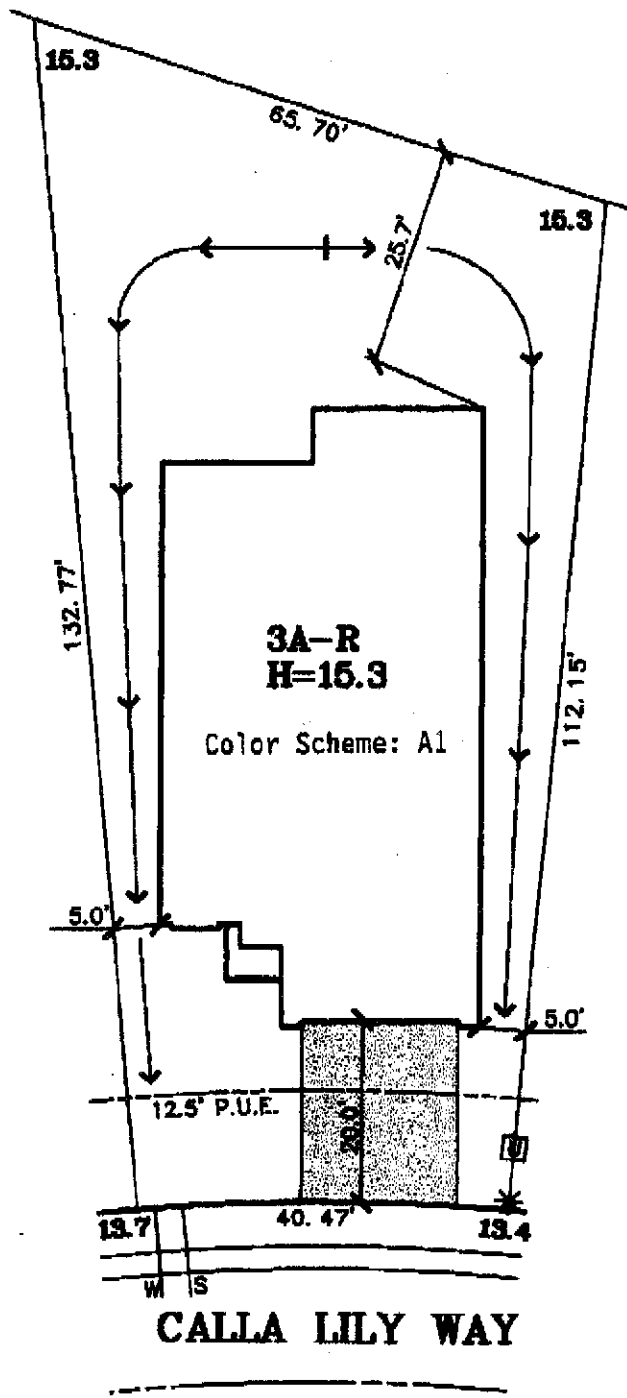 15.3
65.70'
15.3
25.7'
132.77'
3A-R
H=15.3
112.15'
Color Scheme: A1
5.0'
5.0'
12.5' P.U.E.
20.0'
U
13.7
40.47'
13.4
W
S
CALLA LILY WAY